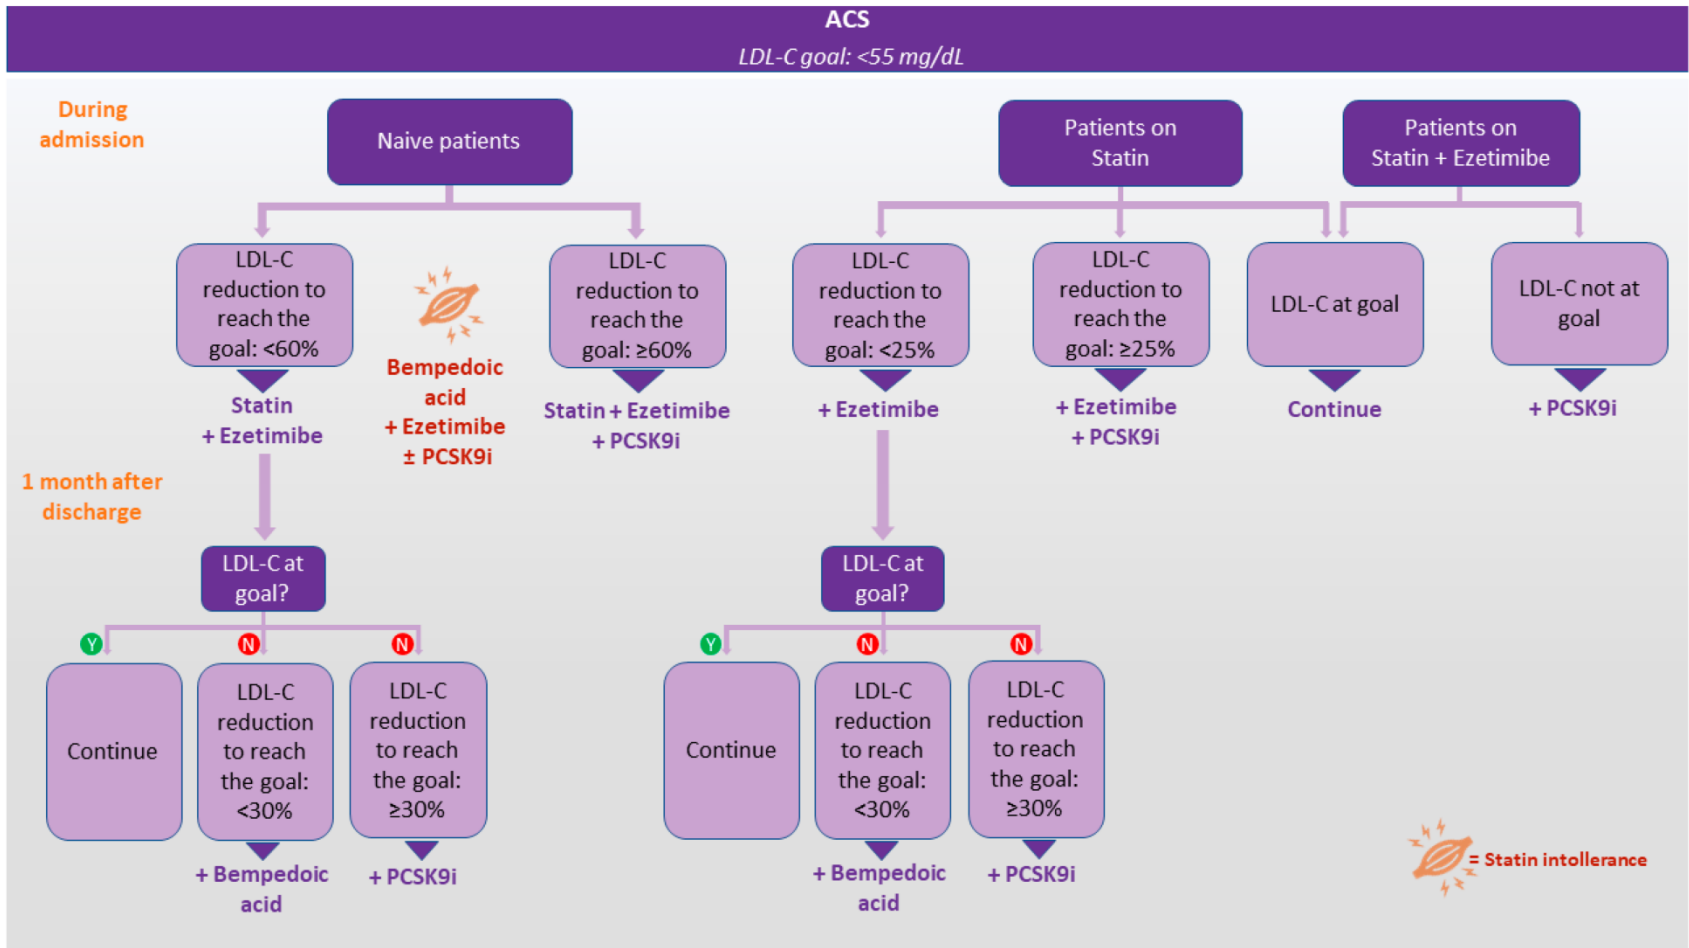 ACS
LDL-C goal: <55 mg/dL
During
admission
Naive patients
Patients on
Statin
Patients on
Statin + Ezetimibe
LDL-C
reduction to
reach the
goal: <60%
LDL-C
reduction to
reach the
goal: ≥60%
LDL-C
reduction to
reach the
goal: <25%
LDL-C
reduction to
reach the
goal: ≥25%
LDL-C at goal
LDL-C not at
goal
Statin
+ Ezetimibe
Bempedoic
acid
+ Ezetimibe
± PCSK9i
Statin + Ezetimibe
+ PCSK9i
+ Ezetimibe
+ Ezetimibe
+ PCSK9i
Continue
+ PCSK9i
1 month after
discharge
LDL-C at
goal?
Y
N
N
Continue
LDL-C
reduction
to reach
the goal:
<30%
LDL-C
reduction
to reach
the goal:
≥30%
+ Bempedoic
acid
+ PCSK9i
LDL-C at
goal?
Y
N
N
Continue
LDL-C
reduction
to reach
the goal:
<30%
LDL-C
reduction
to reach
the goal:
≥30%
+ Bempedoic
acid
+ PCSK9i
= Statin intollerance